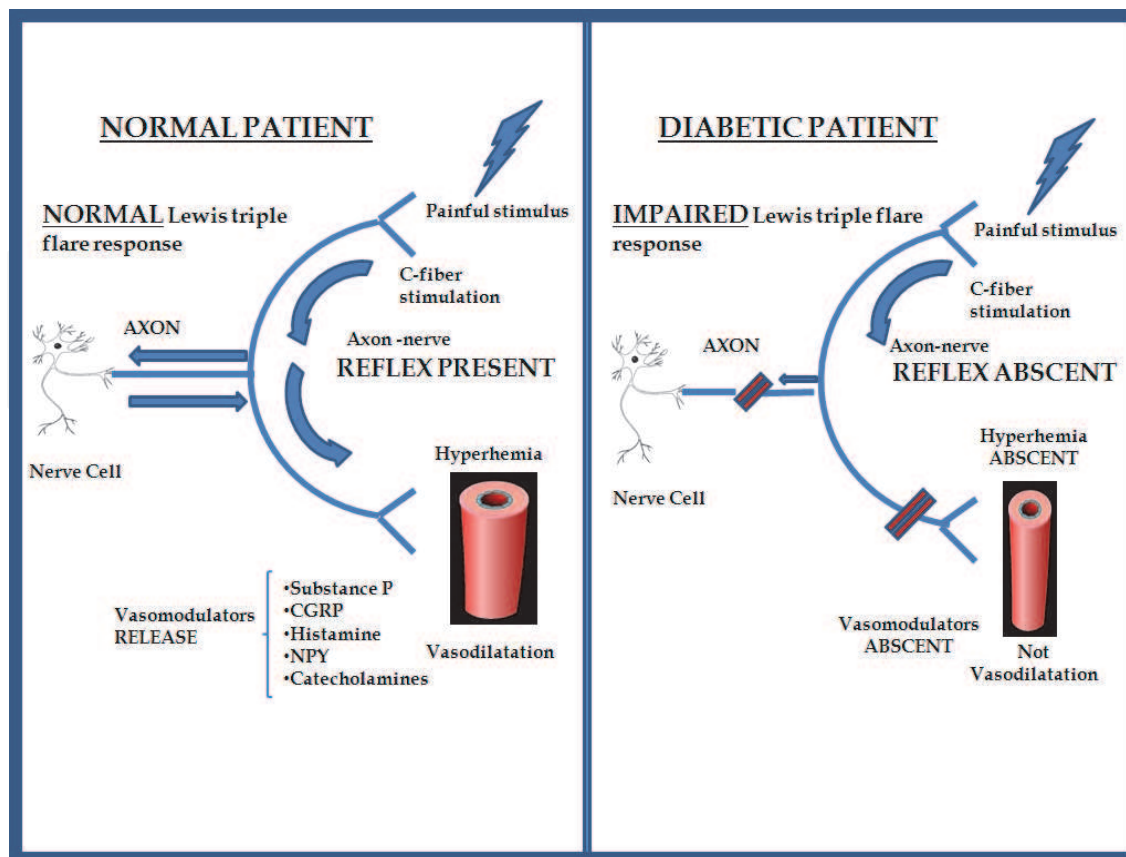 NORMAL PATIENT
NORMAL Lewis triple
flare response
Painful stimulus
C-fiber
stimulation
AXON
Axon -nerve
REFLEX PRESENT
Nerve Cell
Hyperhemia
Vasomodulators
RELEASE
•Substance P
•CGRP
•Histamine
•NPY
•Catecholamines
Vasodilatation
DIABETIC PATIENT
IMPAIRED Lewis triple flare
response
Painful stimulus
C-fiber
stimulation
AXON
Axon-nerve
REFLEX ABSCENT
Nerve Cell
Hyperhemia
ABSCENT
Vasomodulators
ABSCENT
Not
Vasodilatation